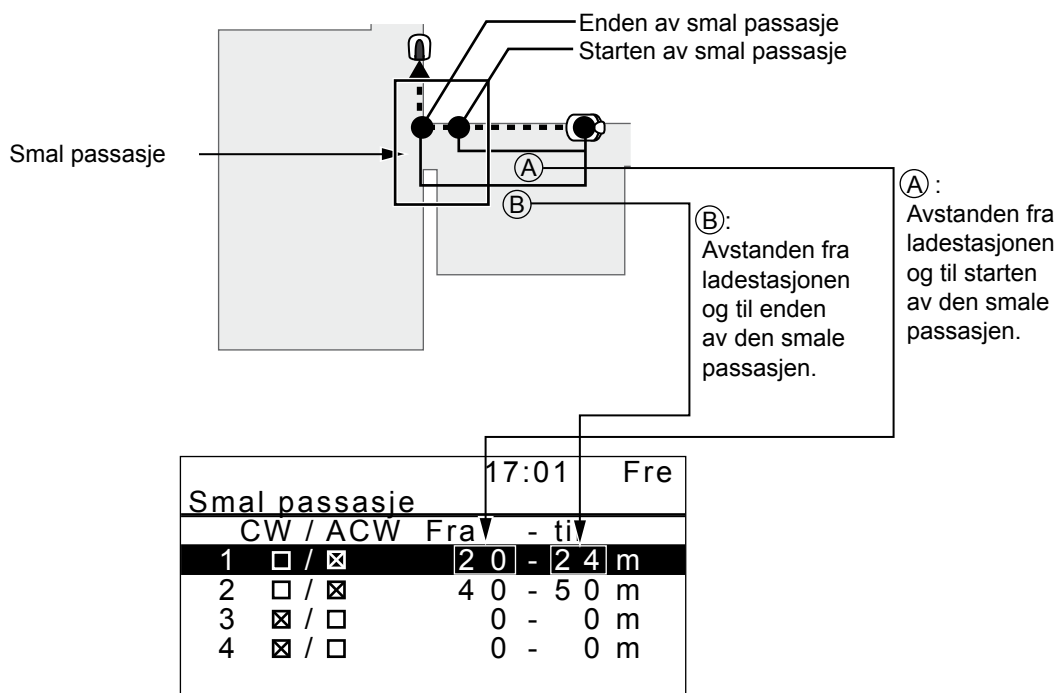 Enden av smal passasje
Starten av smal passasje
Smal passasje
A
B
A :
Avstanden fra
ladestasjonen
og til starten
av den smale
passasjen.
B:
Avstanden fra
ladestasjonen
og til enden
av den smale
passasjen.
17:01 Fre
Smal passasje
CW / ACW Fra - til
1 ☐ / ☒ 20 - 24 m
2 ☐ / ☒ 40 - 50 m
3 ☒ / ☐ 0 - 0 m
4 ☒ / ☐ 0 - 0 m